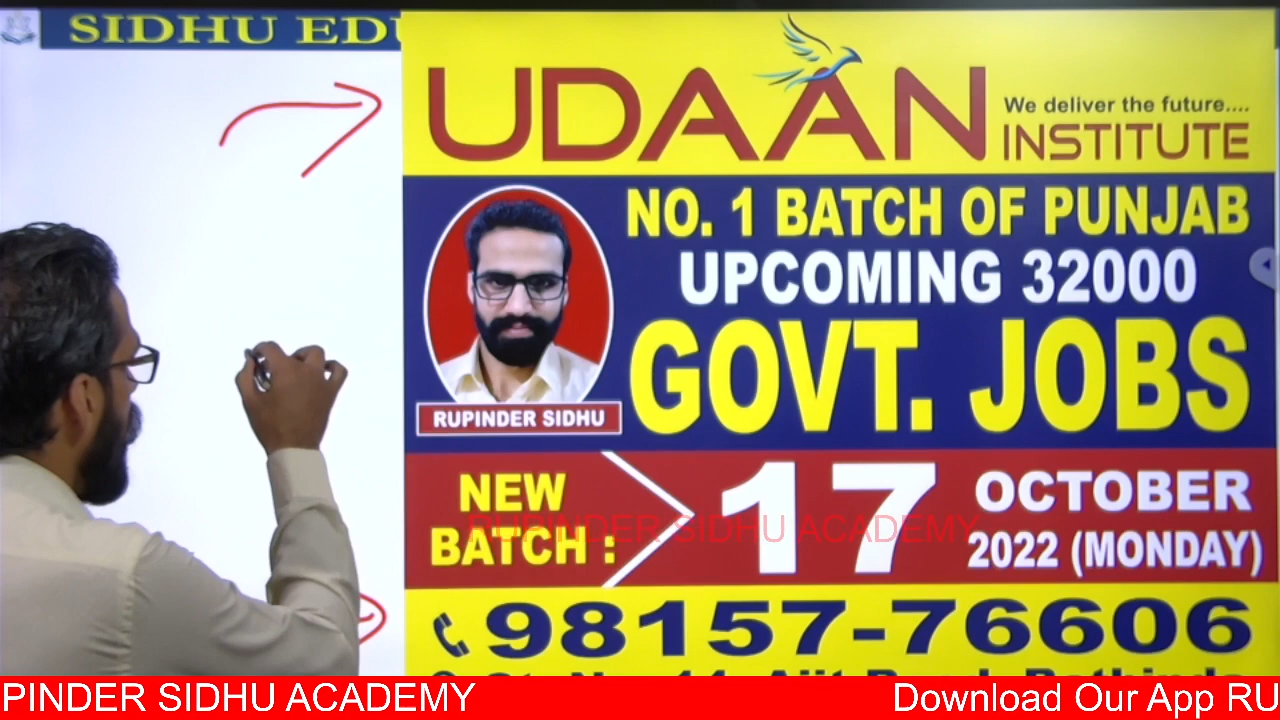 SIDHU EDU
UDAAN
We deliver the future....
INSTITUTE
NO. 1 BATCH OF PUNJAB
UPCOMING 32000
GOVT. JOBS
RUPINDER SIDHU
NEW
BATCH :
17
OCTOBER
2022 (MONDAY)
RUPINDER SIDHU ACADEMY
98157-76606
PINDER SIDHU ACADEMY
Download Our App RU